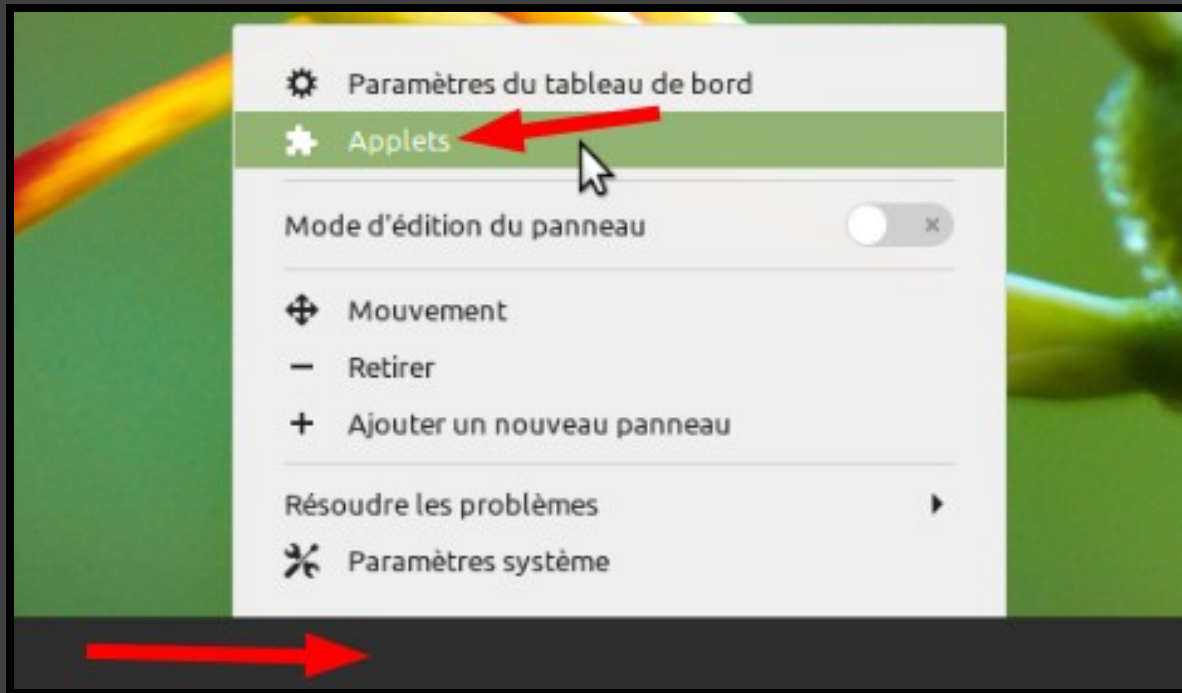 Paramètres du tableau de bord
Applets
Mode d'édition du panneau
Mouvement
Retirer
Ajouter un nouveau panneau
Résoudre les problèmes
Paramètres système